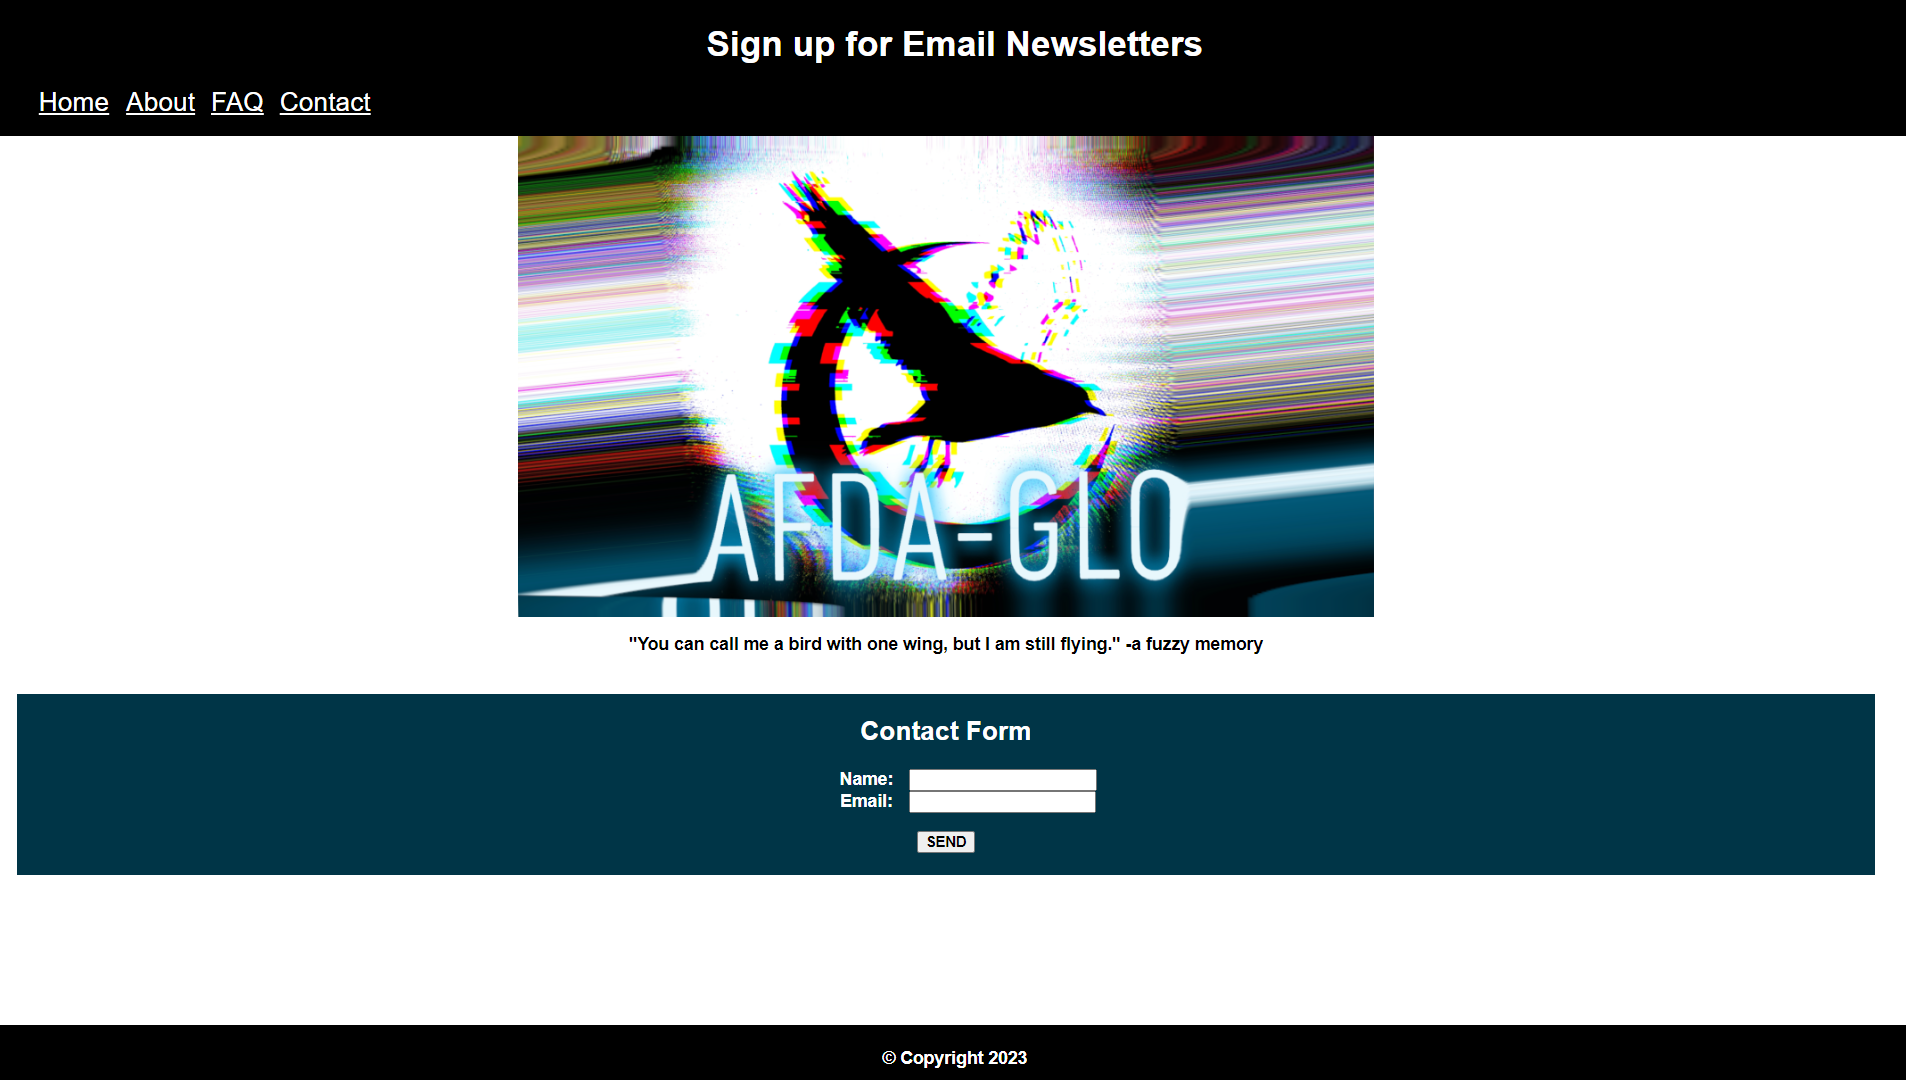 Sign up for Email Newsletters
Home About FAQ Contact
AFDA-GLO
"You can call me a bird with one wing, but I am still flying." -a fuzzy memory
Contact Form
Name:
Email:
SEND
© Copyright 2023